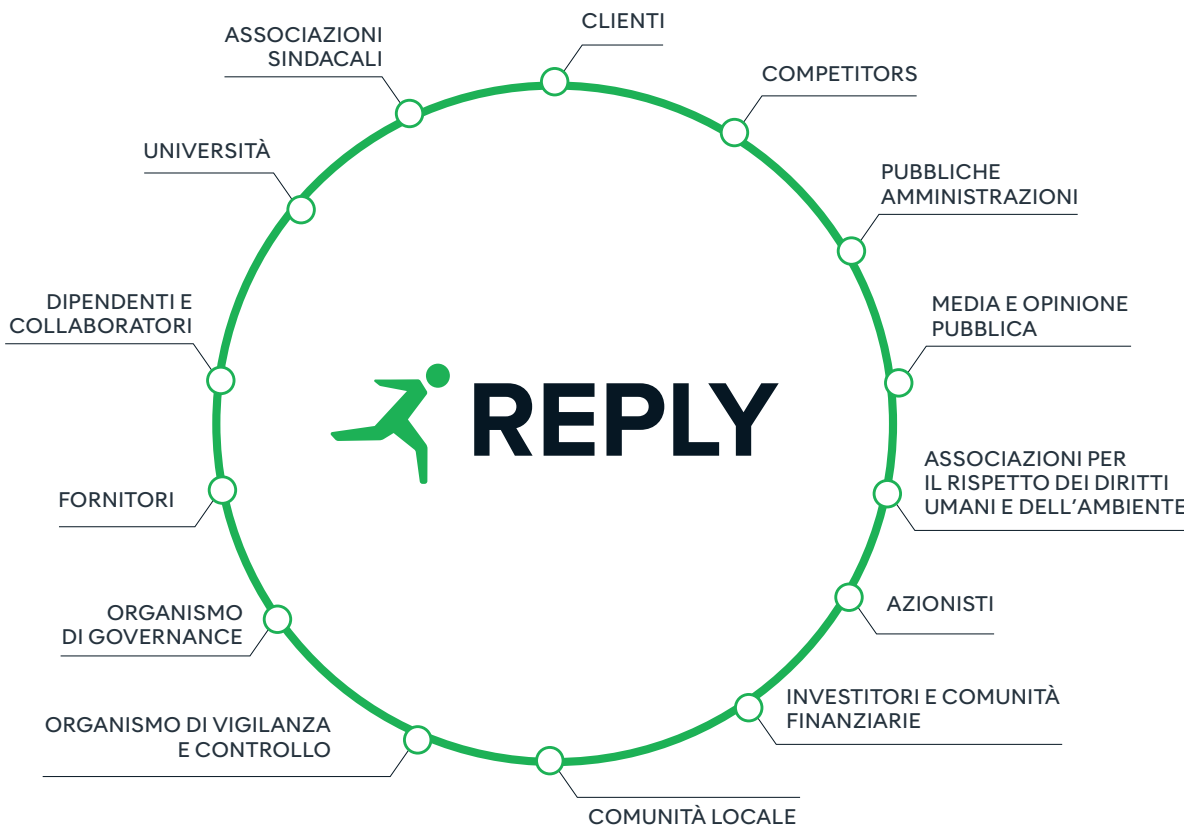 CLIENTI
ASSOCIAZIONI
SINDACALI
COMPETITORS
UNIVERSITÀ
PUBBLICHE
AMMINISTRAZIONI
DIPENDENTI E
COLLABORATORI
MEDIA E OPINIONE
PUBBLICA
REPLY
FORNITORI
ASSOCIAZIONI PER
IL RISPETTO DEI DIRITTI
UMANI E DELL'AMBIENTE
ORGANISMO
DI GOVERNANCE
AZIONISTI
ORGANISMO DI VIGILANZA
E CONTROLLO
INVESTITORI E COMUNITÀ
FINANZIARIE
COMUNITÀ LOCALE